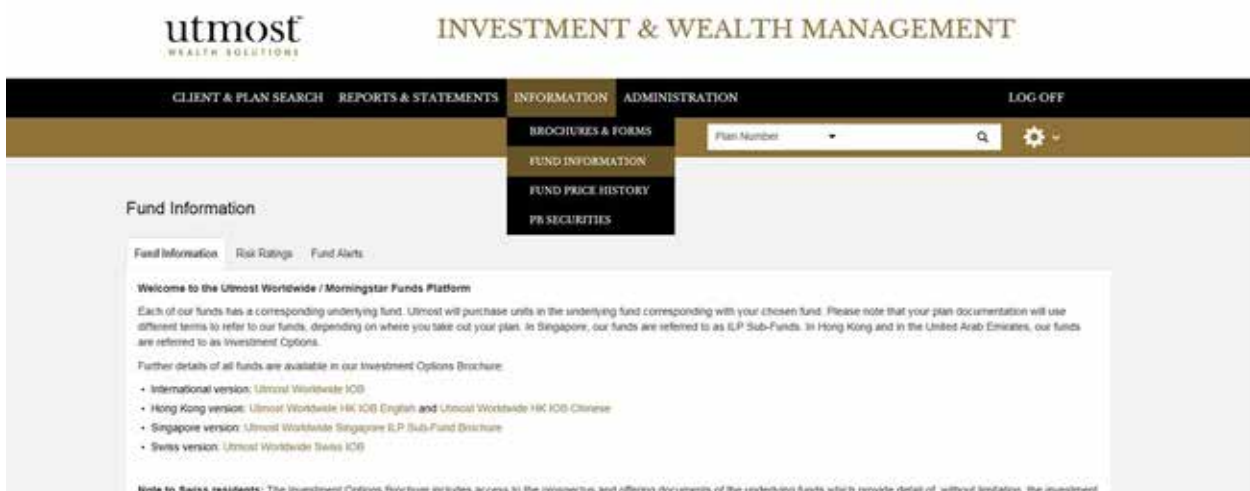 utmost INVESTMENT & WEALTH MANAGEMENT
WEALTH SOLUTIONS
CLIENT & PLAN SEARCH REPORTS & STATEMENTS INFORMATION ADMINISTRATION LOG OFF
BROCHURES & FORMS Plan Number
FUND INFORMATION
FUND PRICE HISTORY
PB SECURITIES
Fund Information
Fund Information Risk Ratings Fund Alerts
Welcome to the Utmost Worldwide / Morningstar Funds Platform
Each of our funds has a corresponding underlying fund. Utmost will purchase units in the underlying fund corresponding with your chosen fund. Please note that your plan documentation will use
different terms to refer to our funds, depending on where you take out your plan. In Singapore, our funds are referred to as ILP Sub-Funds. In Hong Kong and in the United Arab Emirates, our funds
are referred to as Investment Options.
Further details of all funds are available in our Investment Options Brochure:
• International version: Utmost Worldwide IOB
• Hong Kong version: Utmost Worldwide HK IOB English and Utmost Worldwide HK IOB Chinese
• Singapore version: Utmost Worldwide Singapore ILP Sub-Fund Brochure
• Swiss version: Utmost Worldwide Swiss IOB
Note to Swiss residents: The Investment Options Brochure includes access to the prospectus and offering documents of the underlying funds which provide detail of, without limitation, the investment